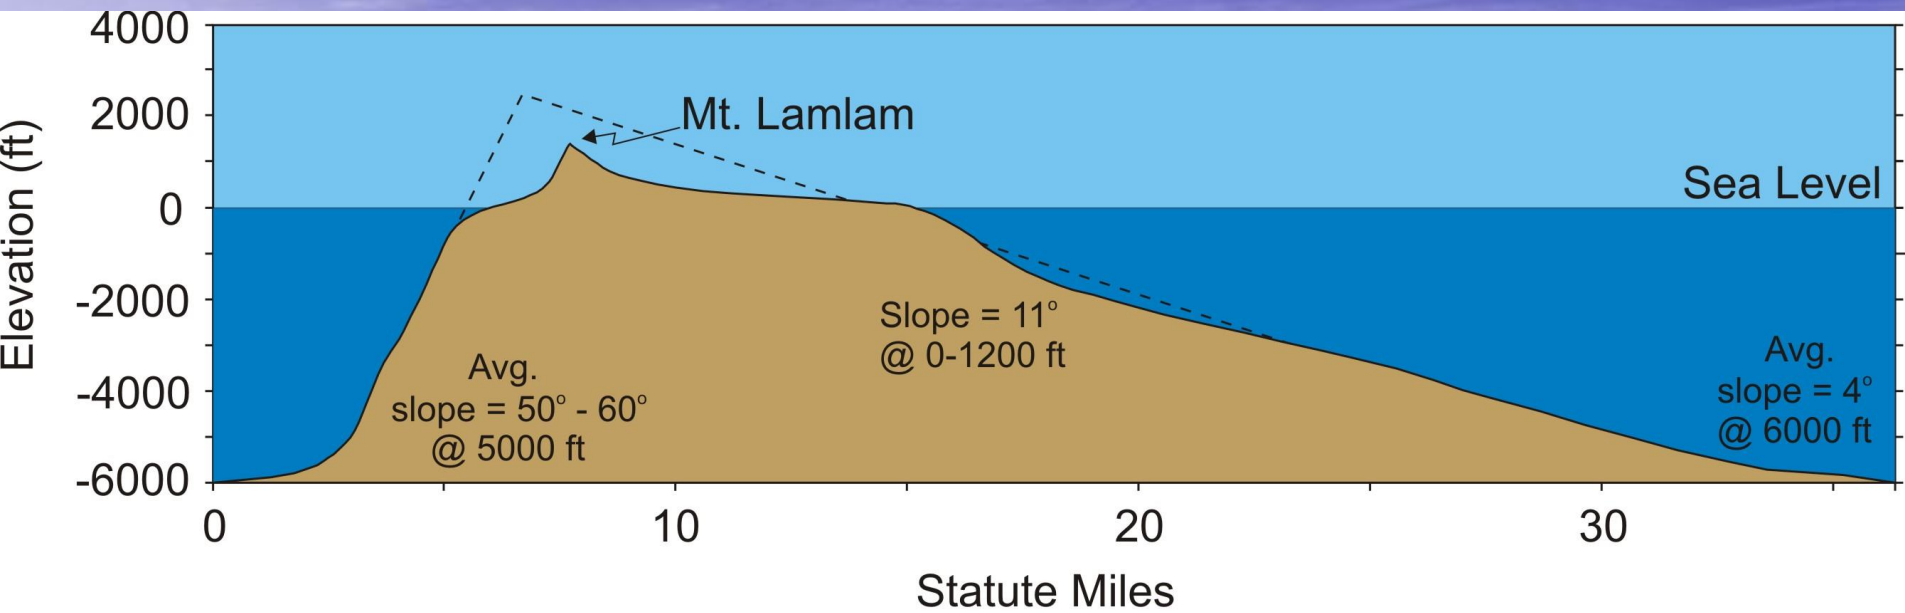 4000
2000
0
-2000
-4000
-6000
Elevation (ft)
Mt. Lamlam
Sea Level
Avg.
slope = 50° - 60°
@ 5000 ft
Slope = 11°
@ 0-1200 ft
Avg.
slope = 4°
@ 6000 ft
0 10 20 30
Statute Miles